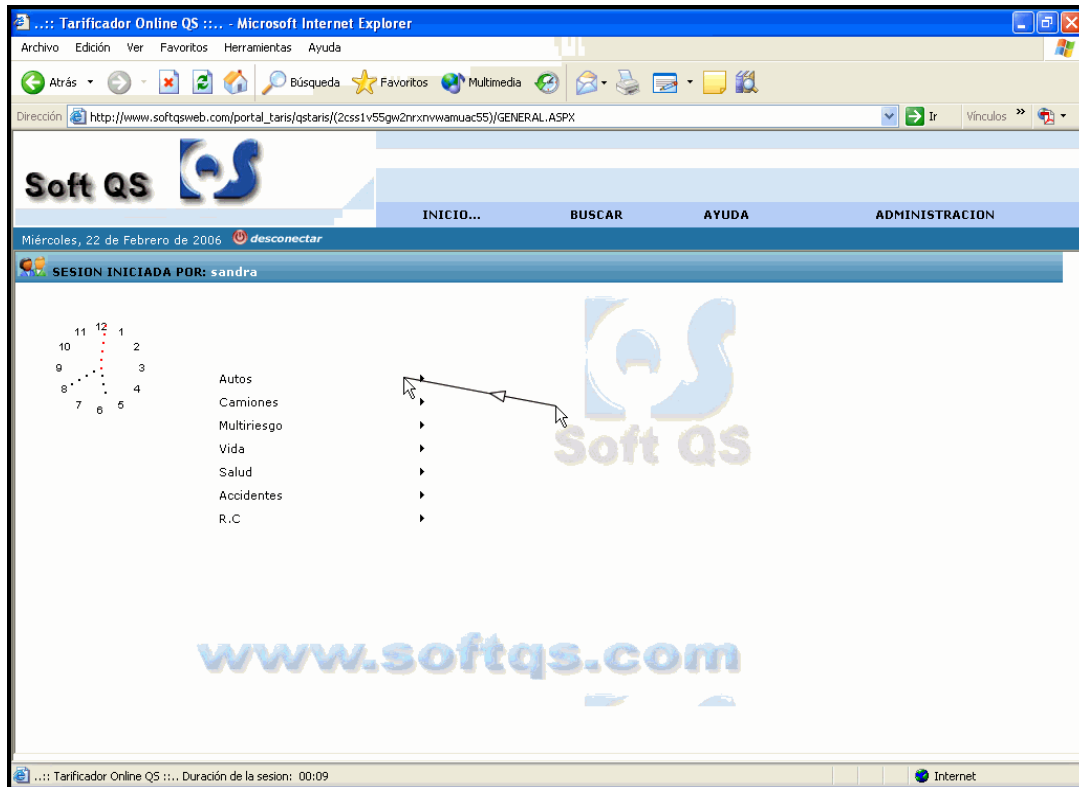 ..:: Tarificador Online QS ::.. - Microsoft Internet Explorer
Archivo Edición Ver Favoritos Herramientas Ayuda
Atrás Búsqueda Favoritos Multimedia
Dirección http://www.softqsweb.com/portal_taris/qstaris/(2css1v55gw2nrxnvwamuac55)/GENERAL.ASPX Ir Vínculos »
Soft QS
INICIO... BUSCAR AYUDA ADMINISTRACION
Miércoles, 22 de Febrero de 2006 desconectar
SESION INICIADA POR: sandra
12
11 1
10 2
9 3
8 4
7 6 5
Autos
Camiones
Multiriesgo
Vida
Salud
Accidentes
R.C
Soft QS
www.softqs.com
..:: Tarificador Online QS ::.. Duración de la sesion: 00:09 Internet